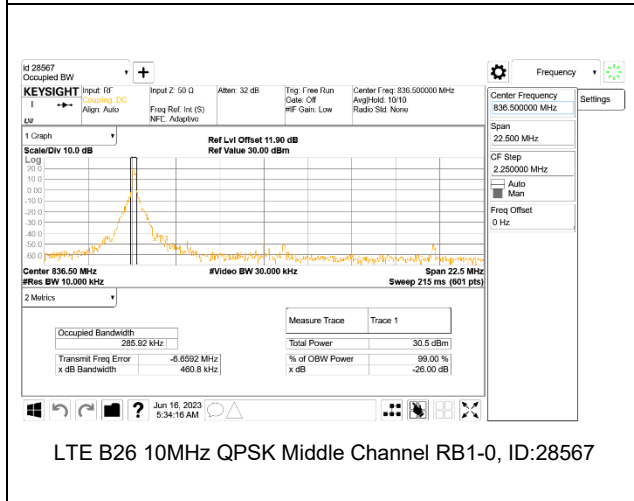 id 28567
Occupied BW
Frequency
KEYSIGHT Input: RF Input Z: 50 Ω Atten: 32 dB Trig: Free Run Center Freq: 836.500000 MHz
Coupling: DC Gate: Off Avg|Hold: 10/10
Align: Auto Freq Ref: Int (S) #IF Gain: Low Radio Std: None
NFE: Adaptive
Center Frequency
836.500000 MHz
Settings
Span
22.500 MHz
CF Step
2.250000 MHz
Auto
Man
Freq Offset
0 Hz
1 Graph
Ref Lvl Offset 11.90 dB
Scale/Div 10.0 dB Ref Value 30.00 dBm
Log
20.0
10.0
0.00
-10.0
-20.0
-30.0
-40.0
-50.0
-60.0
Center 836.50 MHz #Video BW 30.000 kHz Span 22.5 MHz
#Res BW 10.000 kHz Sweep 215 ms (601 pts)
2 Metrics
Measure Trace Trace 1
Occupied Bandwidth
285.92 kHz Total Power 30.5 dBm
Transmit Freq Error -6.6592 MHz % of OBW Power 99.00 %
x dB Bandwidth 460.8 kHz x dB -26.00 dB
? Jun 16, 2023
5:34:16 AM
LTE B26 10MHz QPSK Middle Channel RB1-0, ID:28567